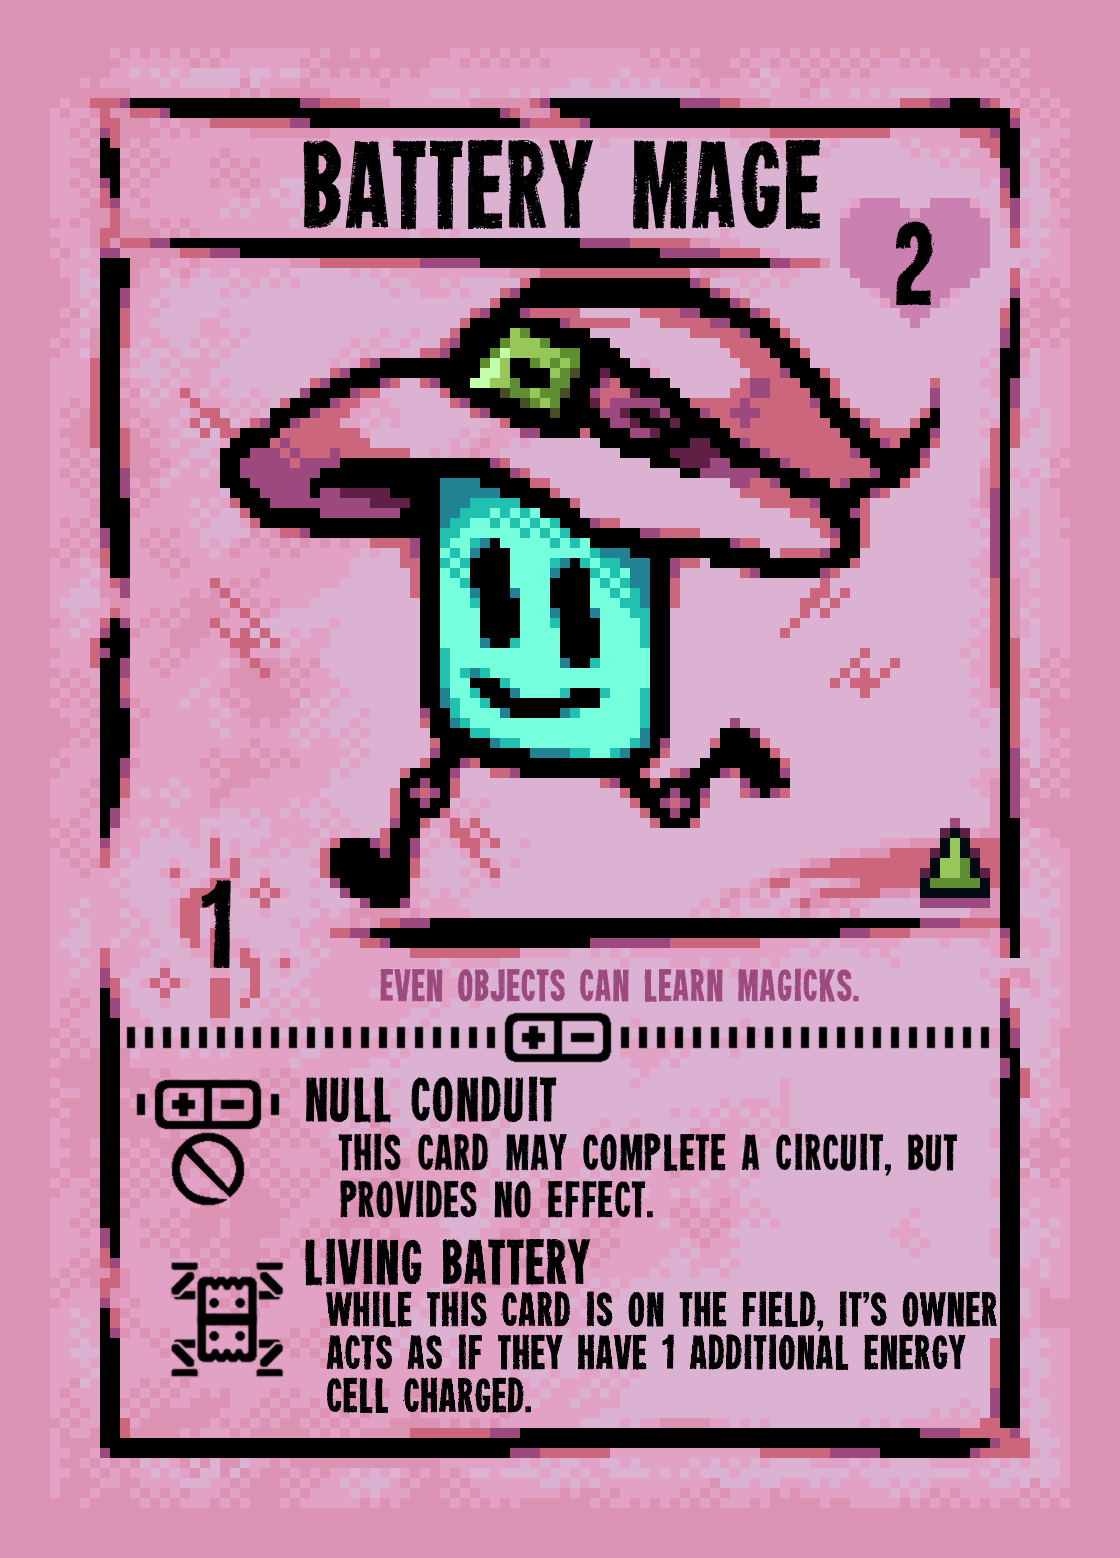 BATTERY MAGE
2
1
EVEN OBJECTS CAN LEARN MAGICKS.
+ -
+ -
NULL CONDUIT
THIS CARD MAY COMPLETE A CIRCUIT, BUT
PROVIDES NO EFFECT.
LIVING BATTERY
WHILE THIS CARD IS ON THE FIELD, IT'S OWNER
ACTS AS IF THEY HAVE 1 ADDITIONAL ENERGY
CELL CHARGED.